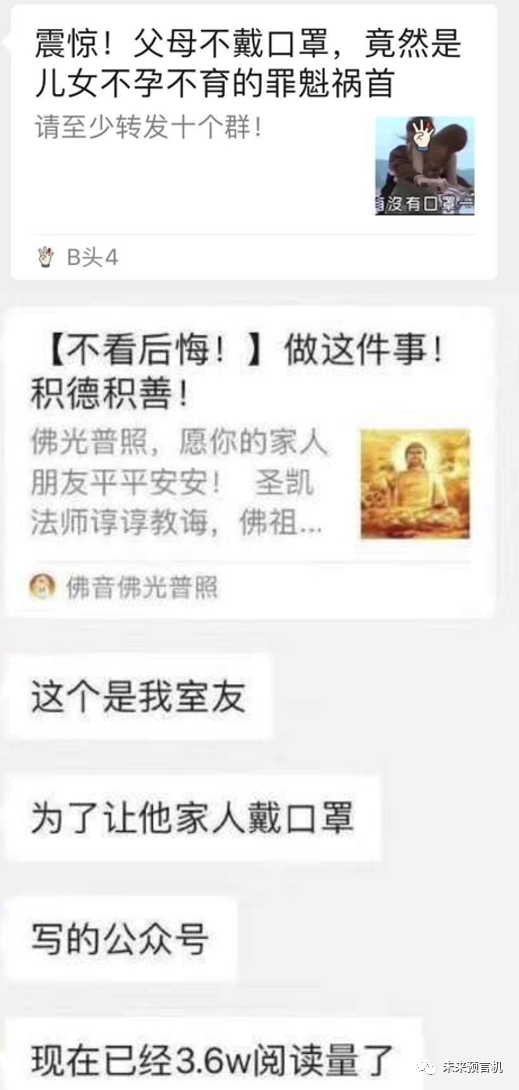 震惊！父母不戴口罩，竟然是
儿女不孕不育的罪魁祸首
请至少转发十个群！
沒有口罩
B头4
【不看后悔！】做这件事！
积德积善！
佛光普照，愿你的家人
朋友平平安安！ 圣凯
法师谆谆教诲，佛祖...
佛音佛光普照
这个是我室友
为了让他家人戴口罩
写的公众号
现在已经3.6w阅读量了
未来预言机